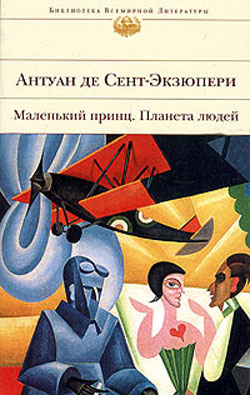 Библиотека Всемирной Литературы
Антуан де Сент-Экзюпери
Маленький принц. Планета людей